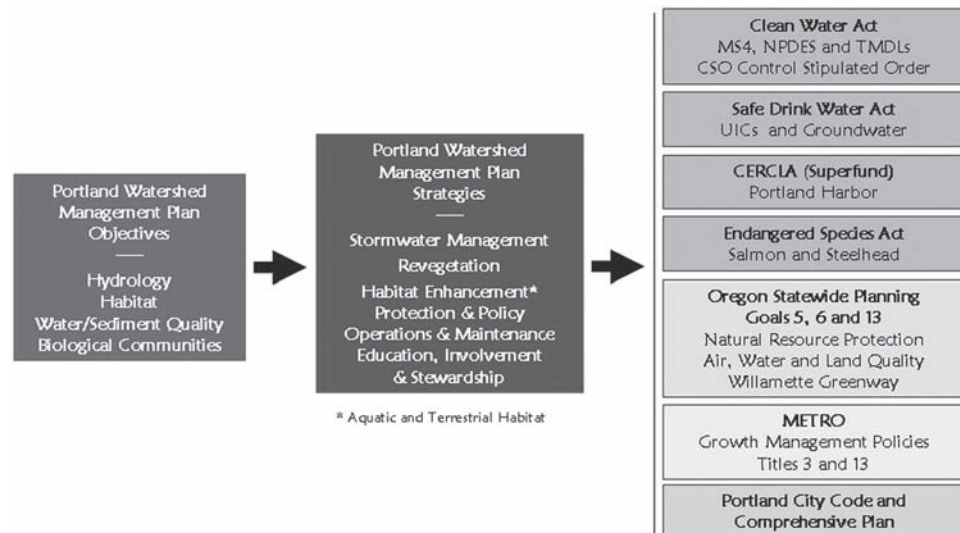 Portland Watershed
Management Plan
Objectives
Hydrology
Habitat
Water/Sediment Quality
Biological Communities
Portland Watershed
Management Plan
Strategies
Stormwater Management
Revegetation
Habitat Enhancement*
Protection & Policy
Operations & Maintenance
Education, Involvement
& Stewardship
* Aquatic and Terrestrial Habitat
Clean Water Act
MS4, NPDES and TMDLs
CSO Control Stipulated Order
Safe Drink Water Act
UICs and Groundwater
CERCLA (Superfund)
Portland Harbor
Endangered Species Act
Salmon and Steelhead
Oregon Statewide Planning
Goals 5, 6 and 13
Natural Resource Protection
Air, Water and Land Quality
Willamette Greenway
METRO
Growth Management Policies
Titles 3 and 13
Portland City Code and
Comprehensive Plan